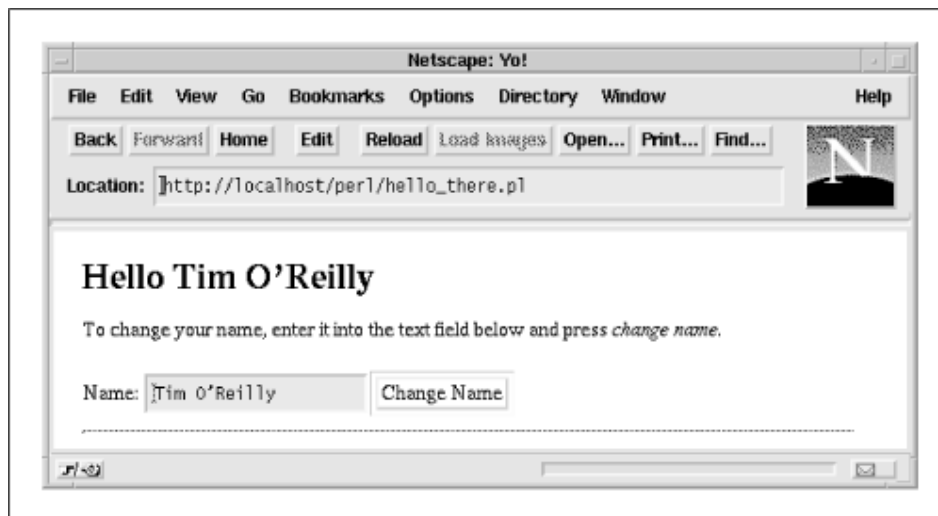 Netscape: Yo!
File Edit View Go Bookmarks Options Directory Window Help
Back Forward Home Edit Reload Load Images Open... Print... Find...
N
Location: http://localhost/perl/hello_there.pl
Hello Tim O'Reilly
To change your name, enter it into the text field below and press change name.
Name: Tim O'Reilly Change Name